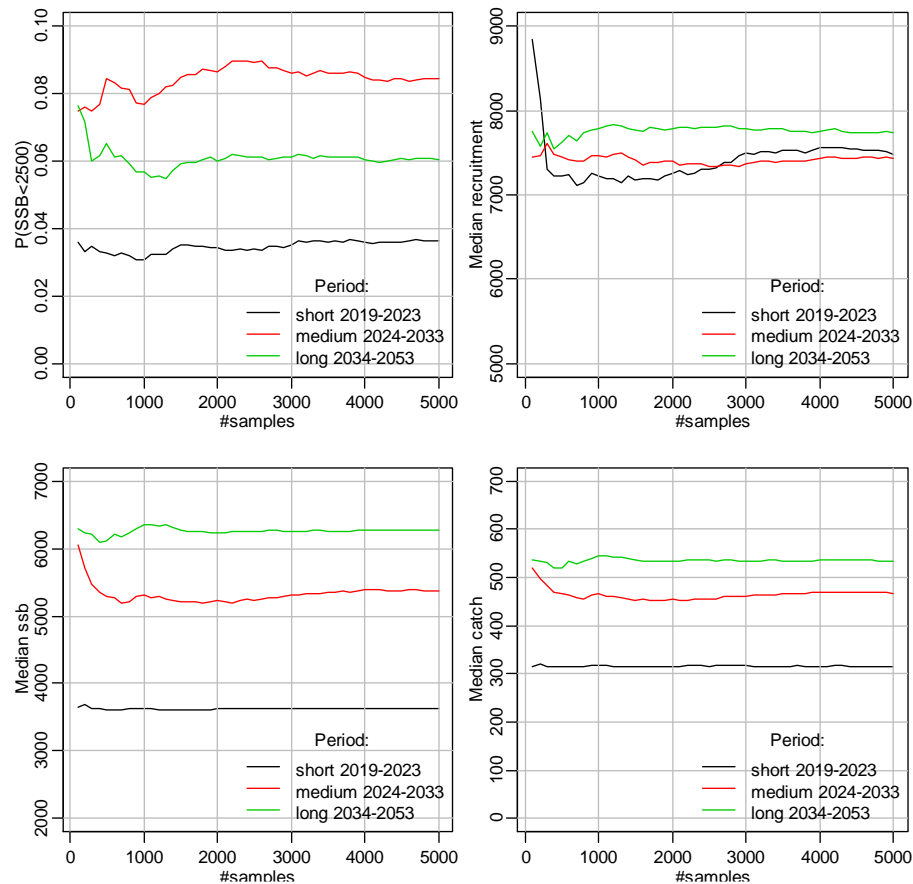 P(SSB<2500)
0.10
0.08
0.06
0.04
0.02
0.00
Period:
short 2019-2023
medium 2024-2033
long 2034-2053
0 1000 2000 3000 4000 5000
#samples
Median recruitment
9000
8000
7000
6000
5000
Period:
short 2019-2023
medium 2024-2033
long 2034-2053
0 1000 2000 3000 4000 5000
#samples
Median ssb
7000
6000
5000
4000
3000
2000
Period:
short 2019-2023
medium 2024-2033
long 2034-2053
0 1000 2000 3000 4000 5000
#samples
Median catch
700
600
500
400
300
200
100
0
Period:
short 2019-2023
medium 2024-2033
long 2034-2053
0 1000 2000 3000 4000 5000
#samples